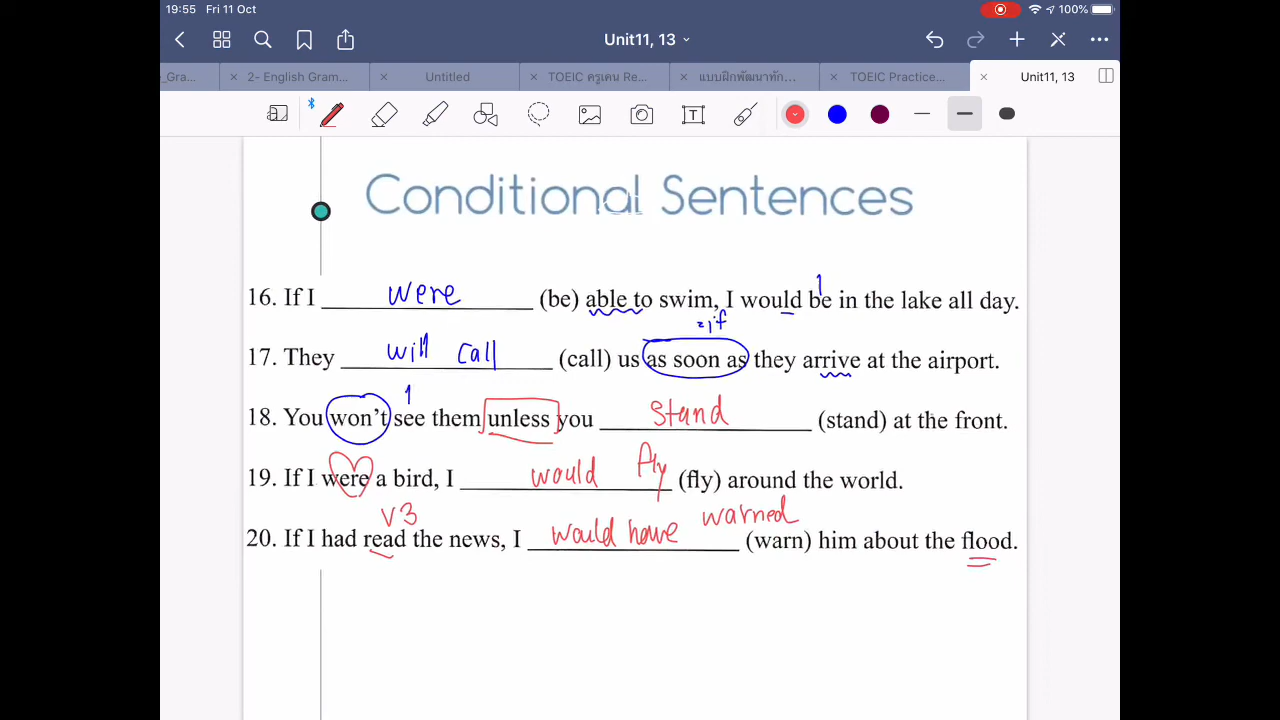 19:55 Fri 11 Oct 100%
Unit11, 13
_Gra... 2- English Gram... Untitled TOEIC ครูเดน Re... แบบฝึกพัฒนาทัก... TOEIC Practice... Unit11, 13
Conditional Sentences
1
16. If I were (be) able to swim, I would be in the lake all day.
= if
17. They will call (call) us as soon as they arrive at the airport.
1
18. You won't see them unless you stand (stand) at the front.
19. If I were a bird, I would fly (fly) around the world.
V3
20. If I had read the news, I would have warned (warn) him about the flood.